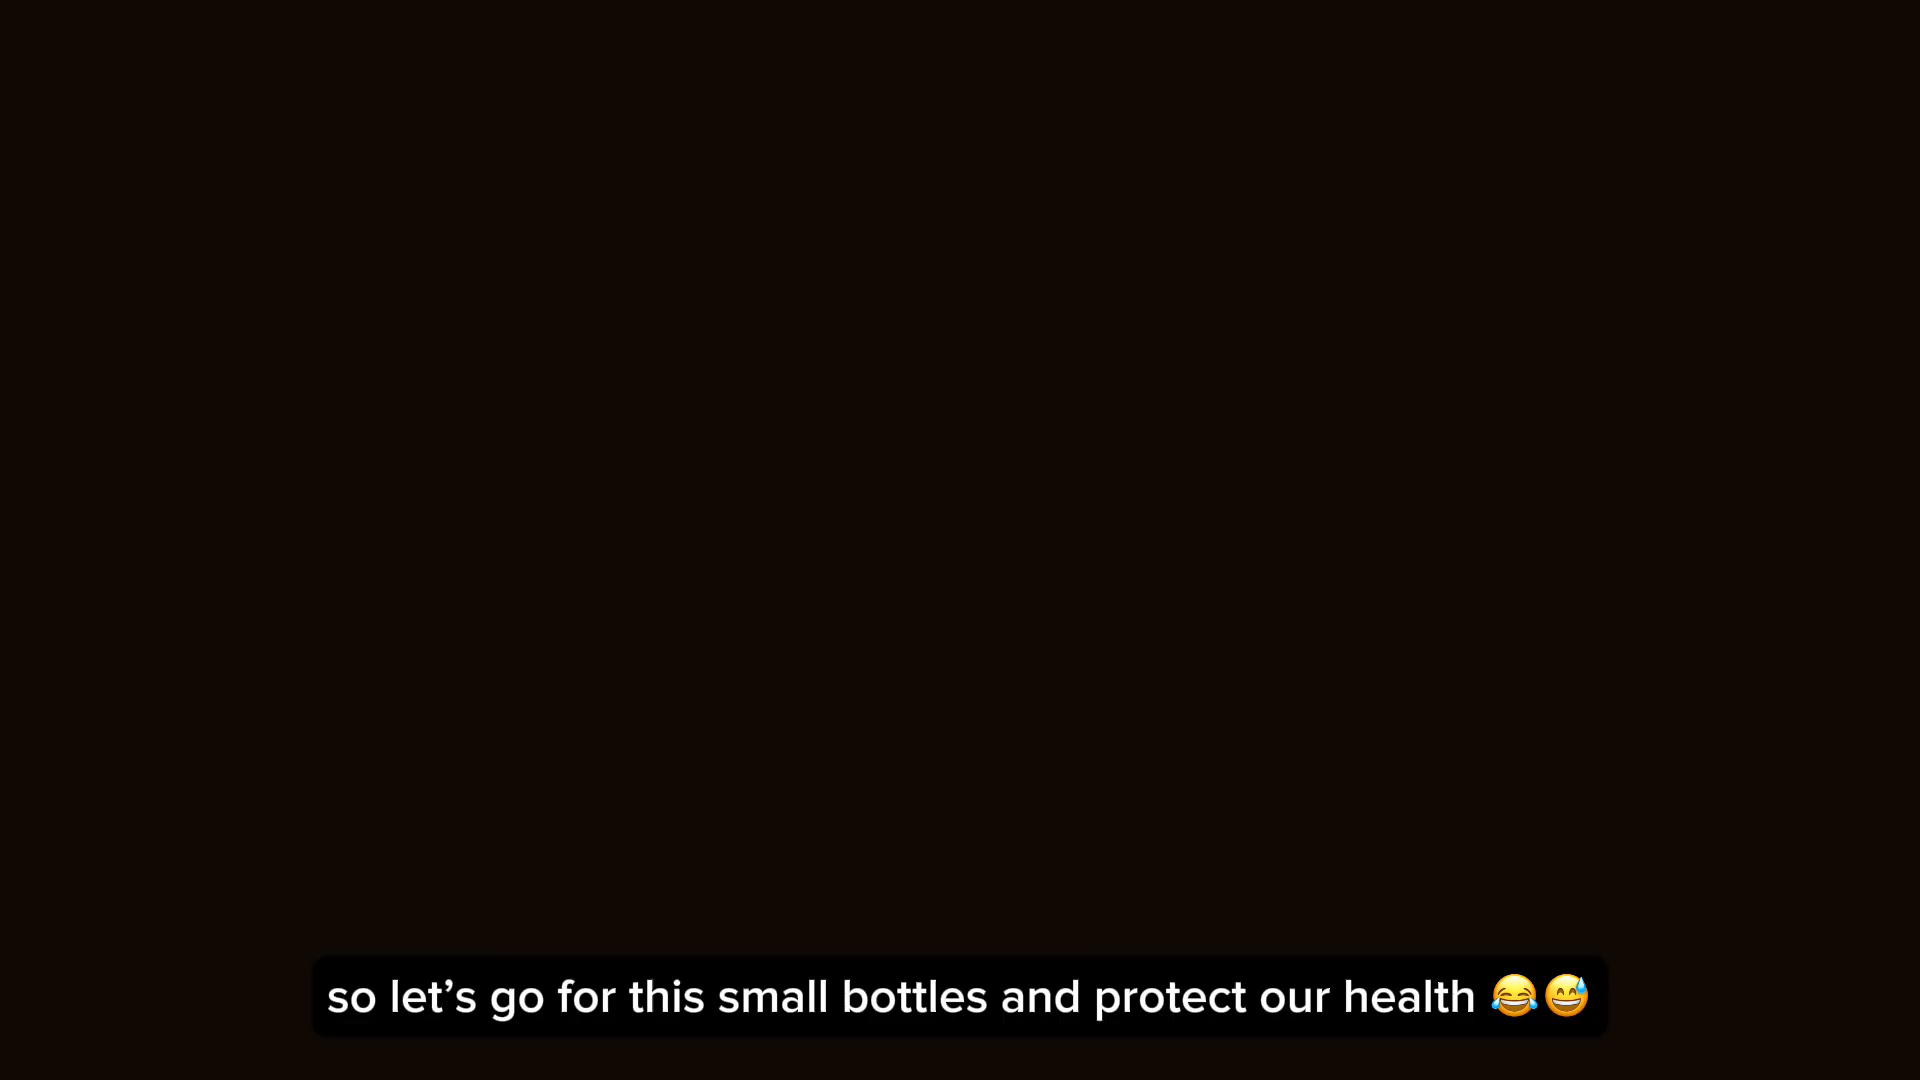 so let’s go for this small bottles and protect our health 😂😅